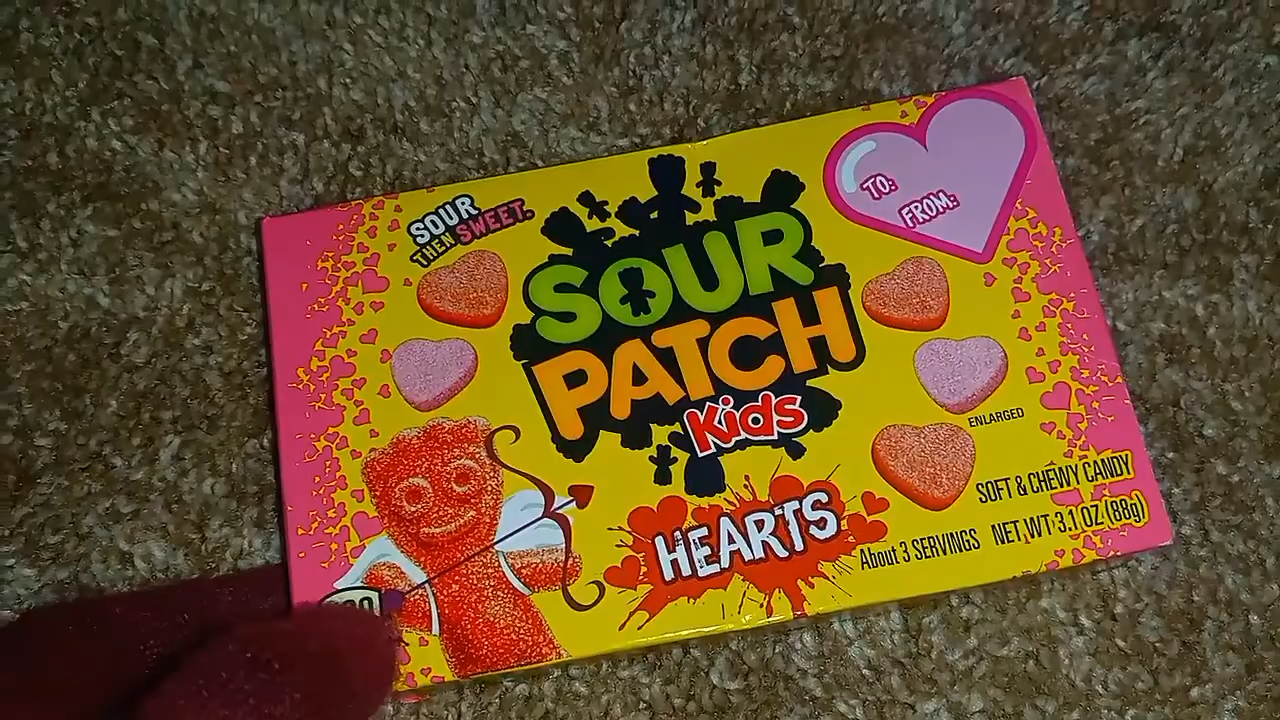 SOUR
THEN SWEET.
TO:
FROM:
SOUR
PATCH
Kids
HEARTS
ENLARGED
SOFT & CHEWY CANDY
About 3 SERVINGS NET WT 3.1 OZ (88g)